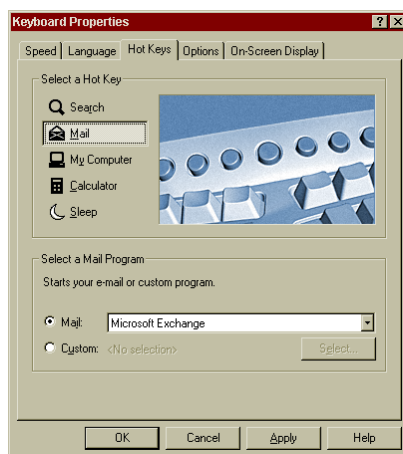 Keyboard Properties
Speed Language Hot Keys Options On-Screen Display
Select a Hot Key
Search
Mail
My Computer
Calculator
Sleep
Select a Mail Program
Starts your e-mail or custom program.
Mail: Microsoft Exchange
Custom: <No selection> Select...
OK Cancel Apply Help